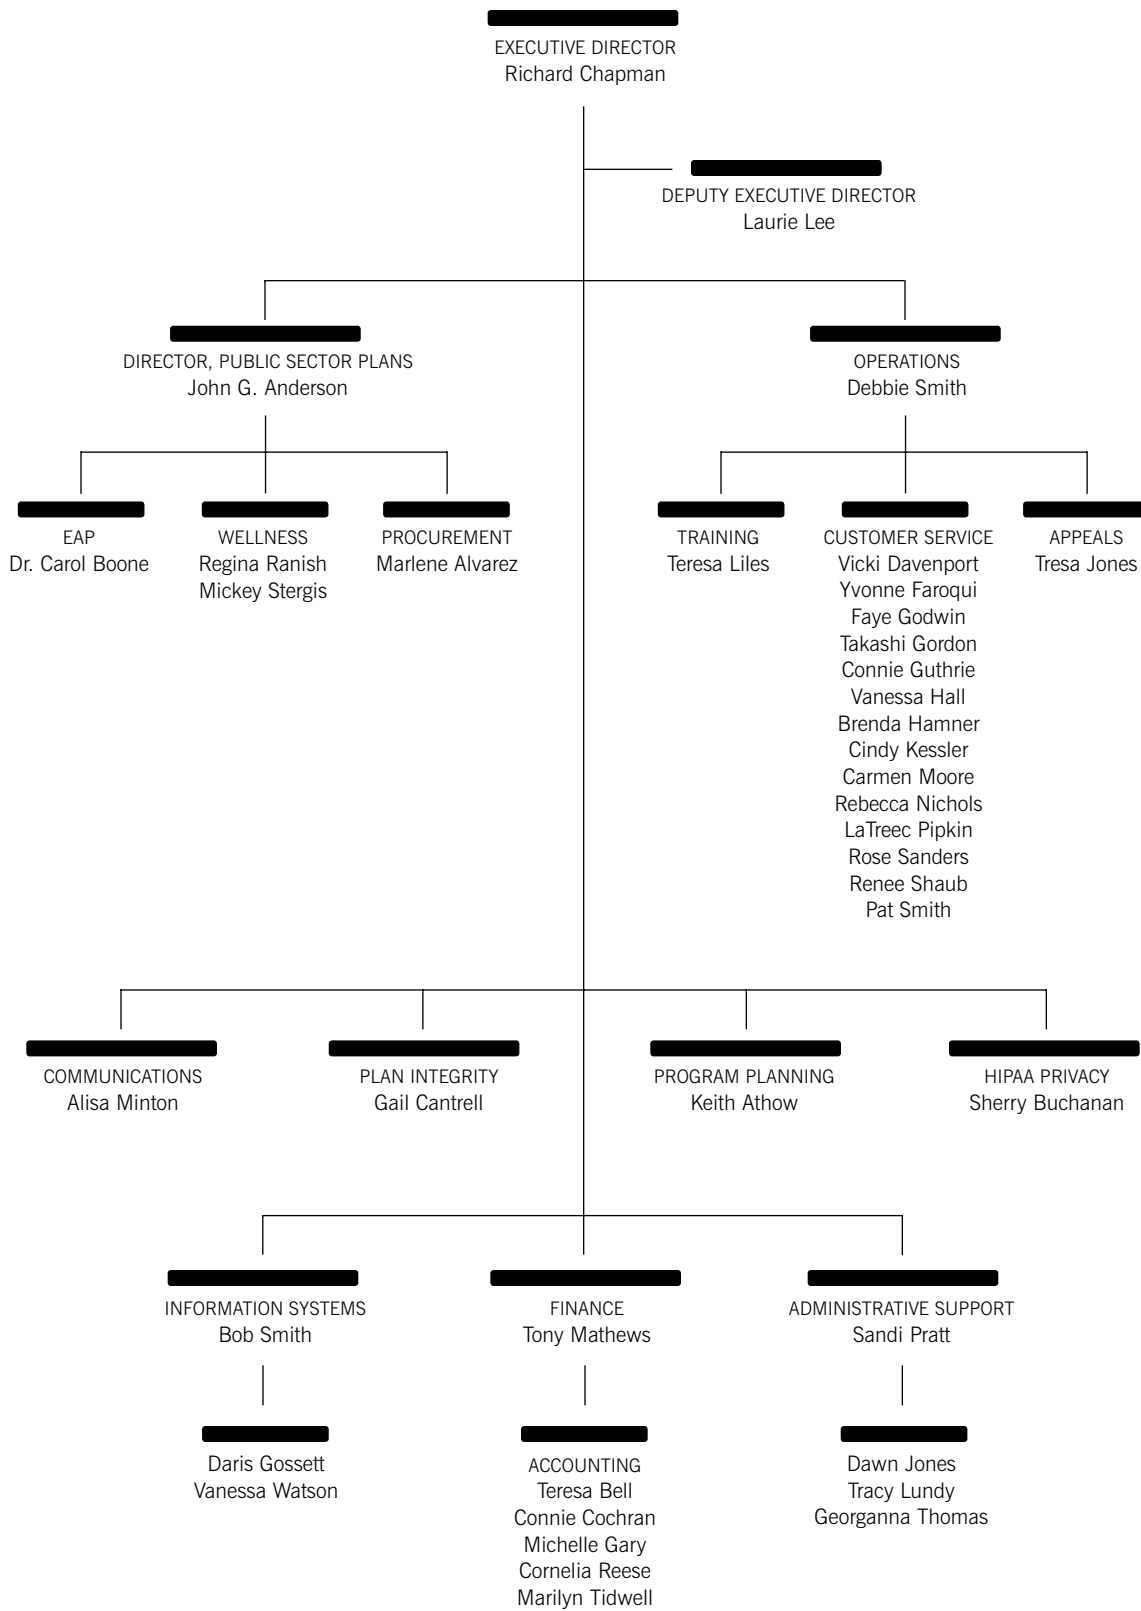 EXECUTIVE DIRECTOR
Richard Chapman
DEPUTY EXECUTIVE DIRECTOR
Laurie Lee
DIRECTOR, PUBLIC SECTOR PLANS
John G. Anderson
OPERATIONS
Debbie Smith
EAP
Dr. Carol Boone
WELLNESS
Regina Ranish
Mickey Stergis
PROCUREMENT
Marlene Alvarez
TRAINING
Teresa Liles
CUSTOMER SERVICE
Vicki Davenport
Yvonne Faroqui
Faye Godwin
Takashi Gordon
Connie Guthrie
Vanessa Hall
Brenda Hamner
Cindy Kessler
Carmen Moore
Rebecca Nichols
LaTreec Pipkin
Rose Sanders
Renee Shaub
Pat Smith
APPEALS
Tresa Jones
COMMUNICATIONS
Alisa Minton
PLAN INTEGRITY
Gail Cantrell
PROGRAM PLANNING
Keith Athow
HIPAA PRIVACY
Sherry Buchanan
INFORMATION SYSTEMS
Bob Smith
FINANCE
Tony Mathews
ADMINISTRATIVE SUPPORT
Sandi Pratt
Daris Gossett
Vanessa Watson
ACCOUNTING
Teresa Bell
Connie Cochran
Michelle Gary
Cornelia Reese
Marilyn Tidwell
Dawn Jones
Tracy Lundy
Georganna Thomas